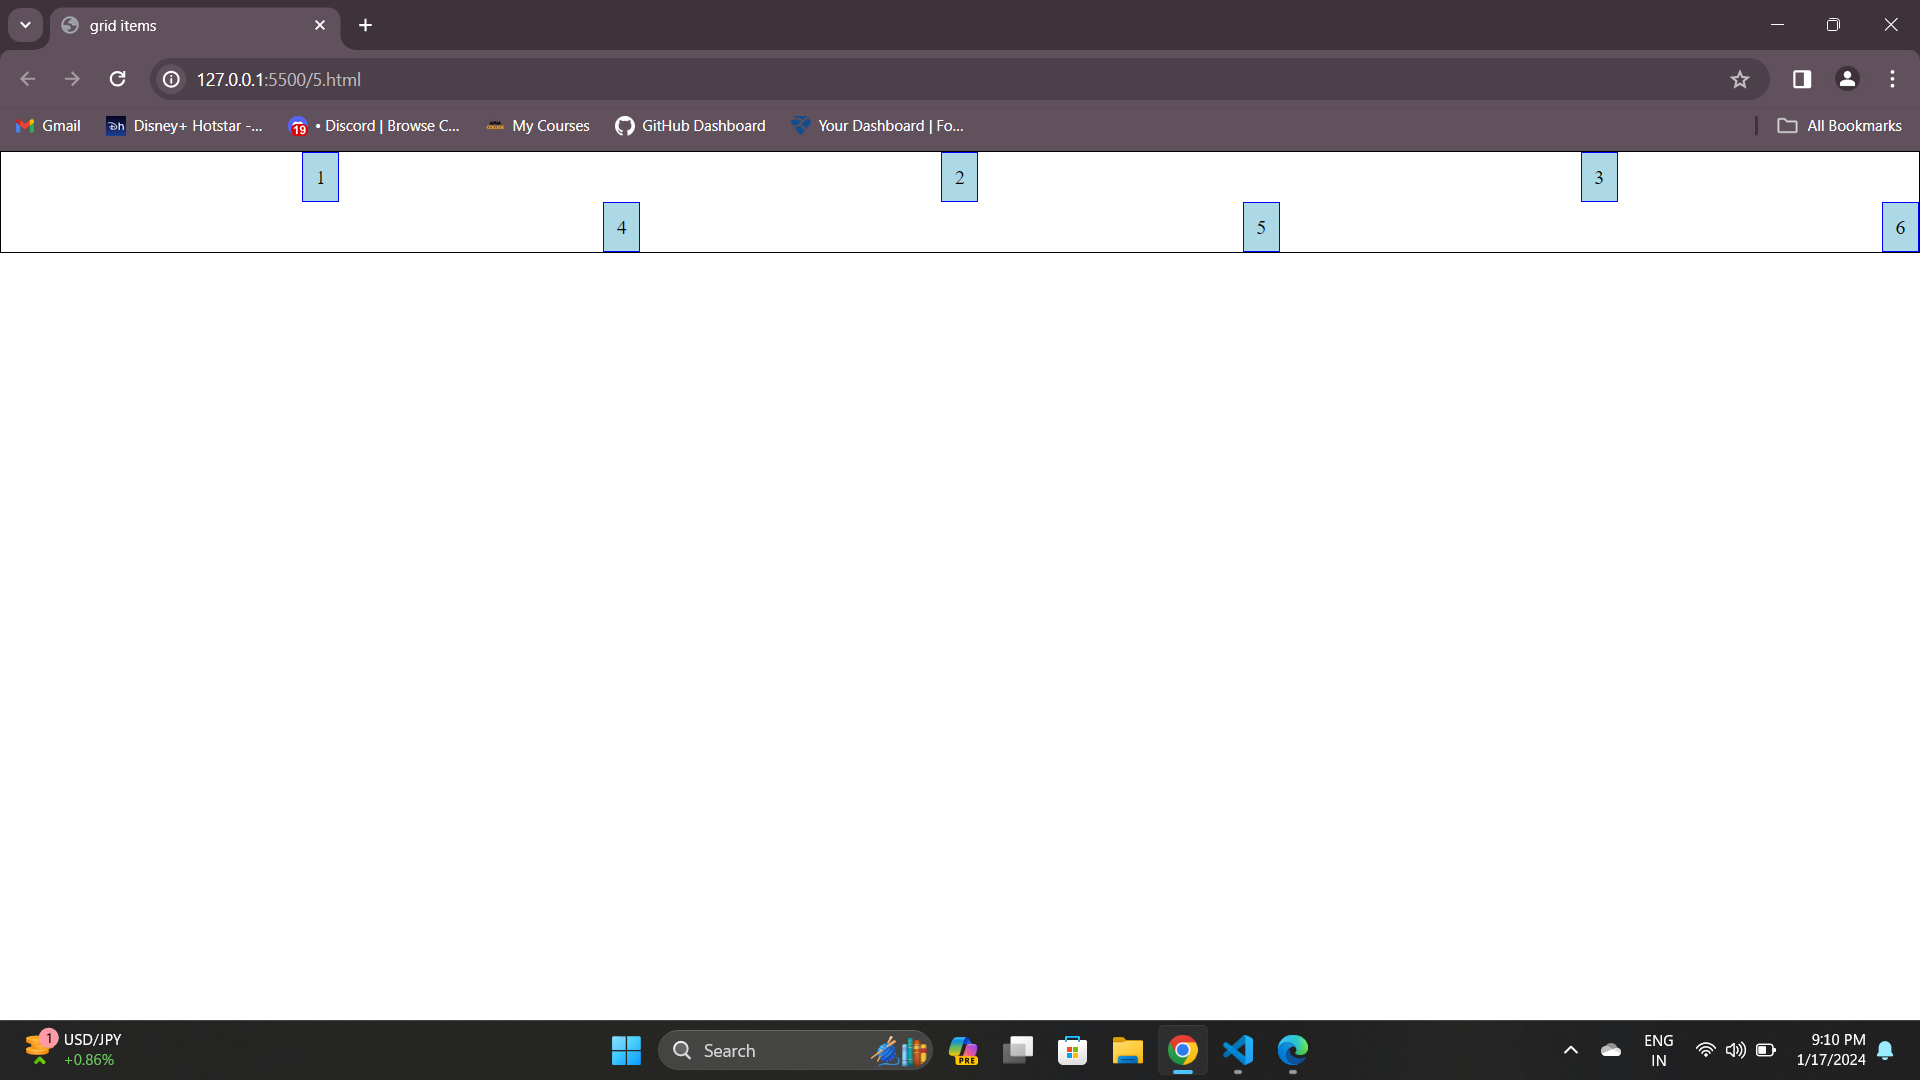 grid items
127.0.0.1:5500/5.html
Gmail Disney+ Hotstar -... 19 • Discord | Browse C... My Courses GitHub Dashboard Your Dashboard | Fo... All Bookmarks
1 2 3
4 5 6
1 USD/JPY
+0.86%
Search
PRE
ENG
IN
9:10 PM
1/17/2024